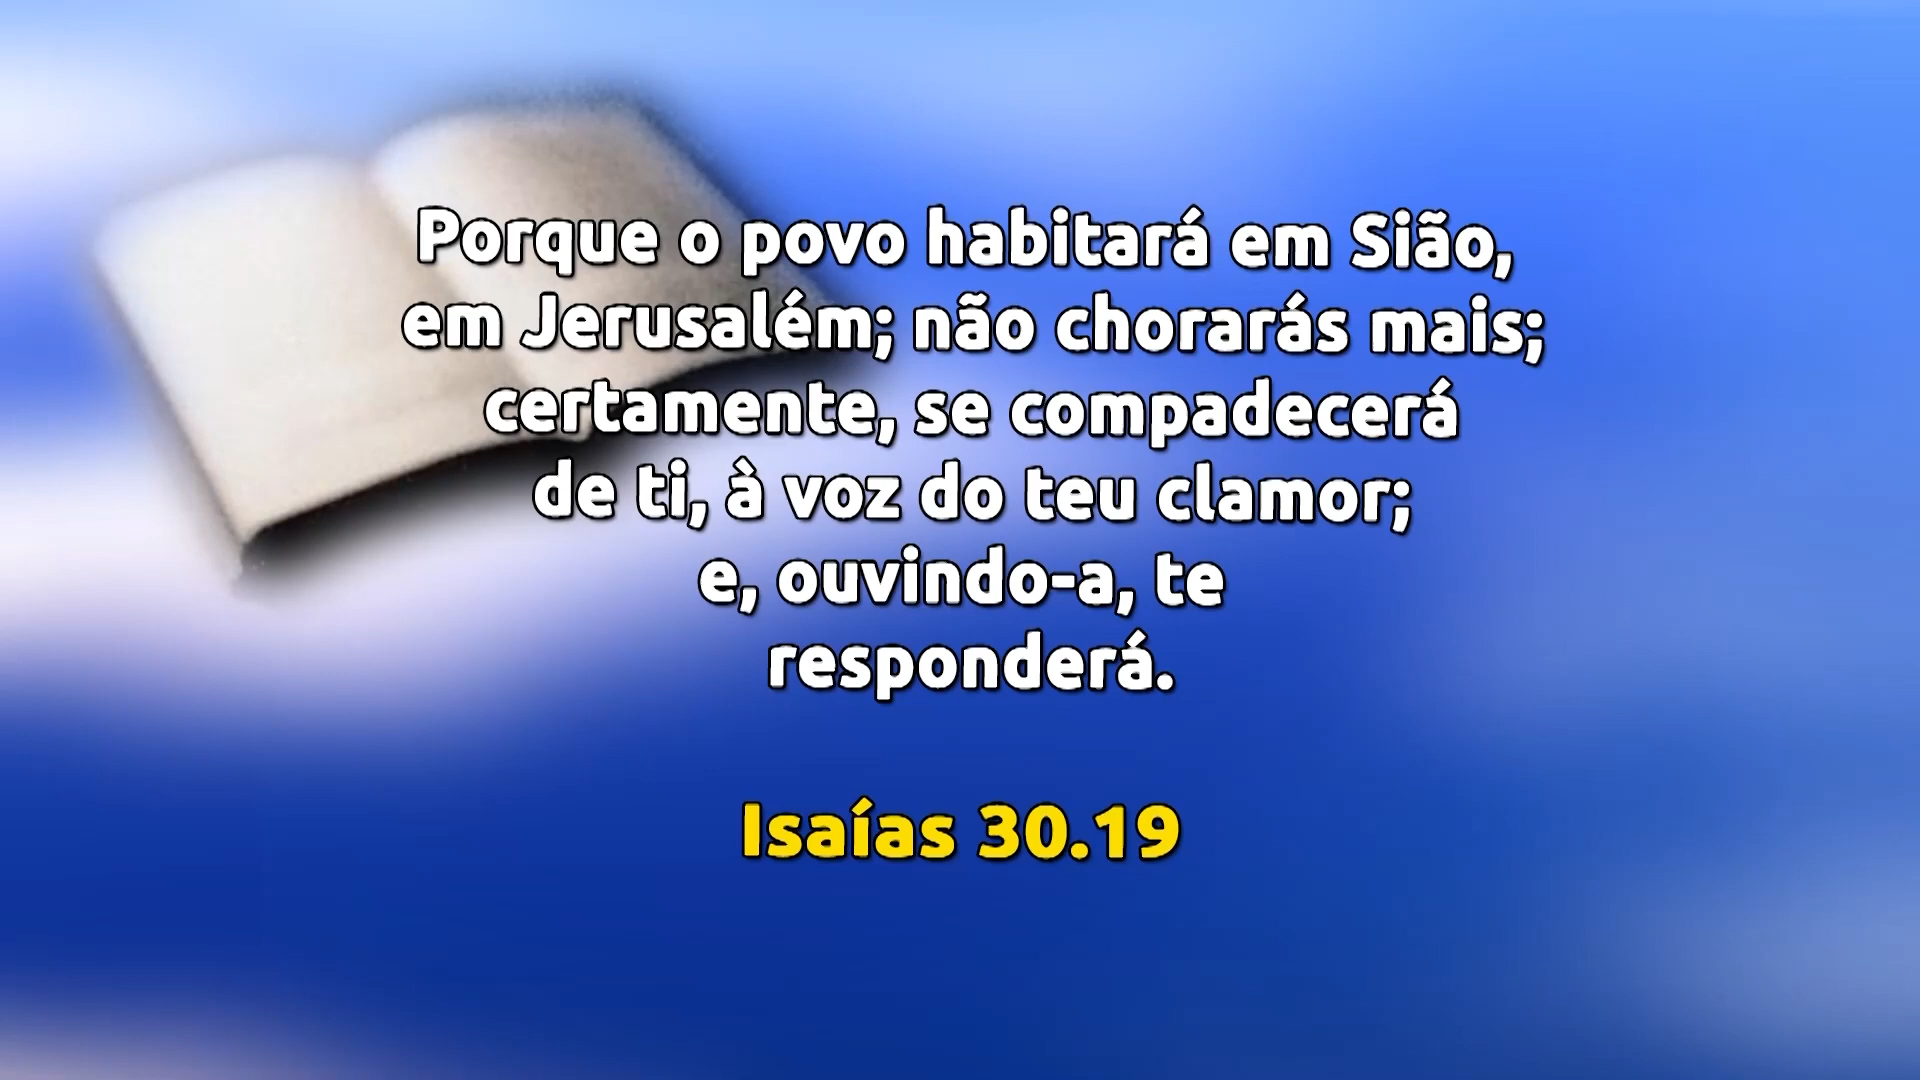 Porque o povo habitará em Sião,
em Jerusalém; não chorarás mais;
certamente, se compadecerá
de ti, à voz do teu clamor;
e, ouvindo-a, te
responderá.
Isaías 30.19